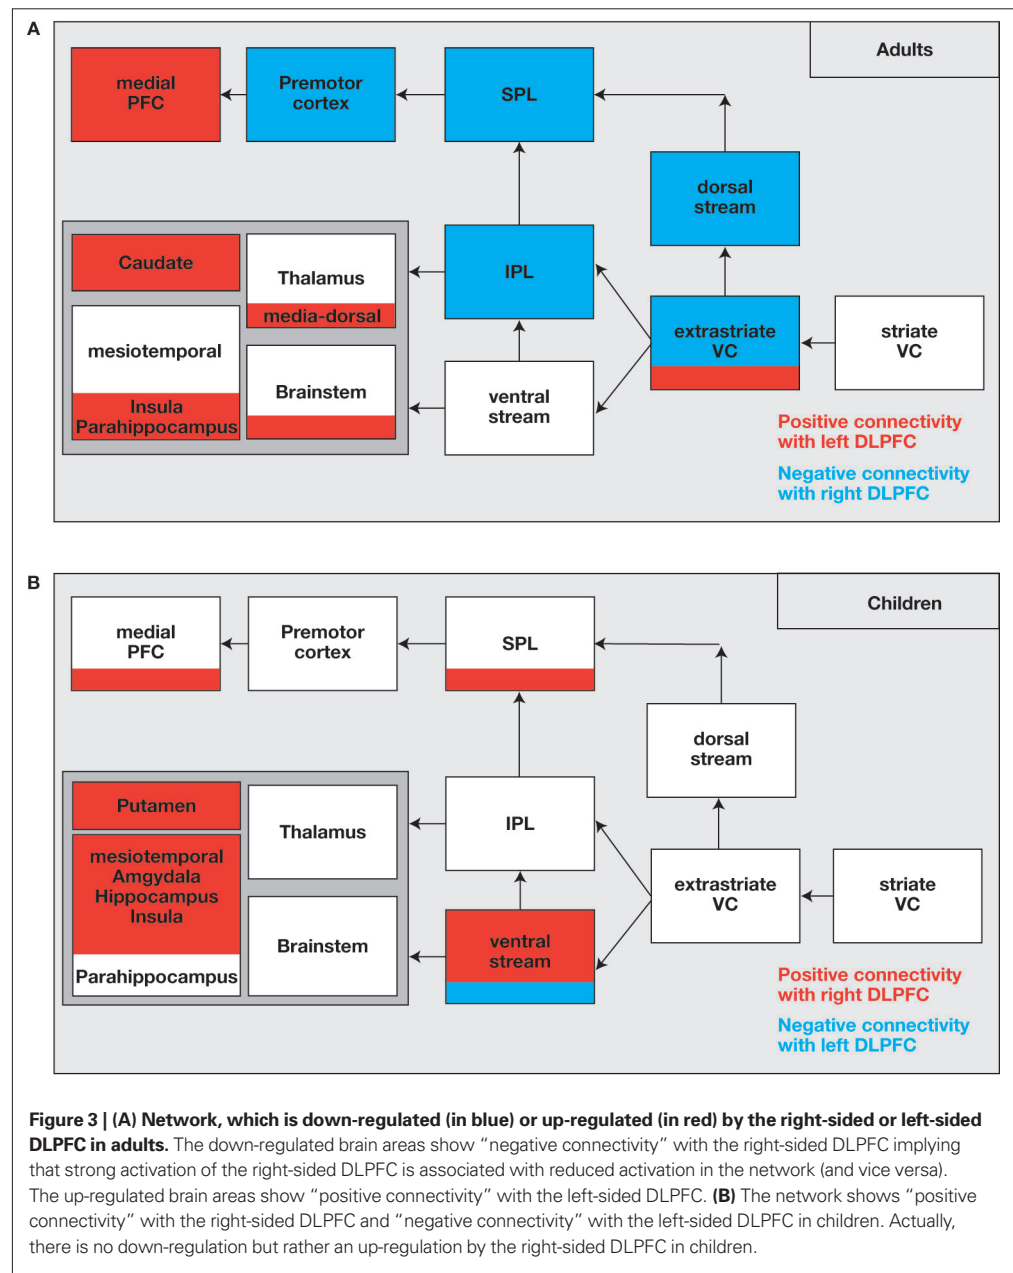 A
Adults
medial
PFC
Premotor
cortex
SPL
dorsal
stream
Caudate
Thalamus
media-dorsal
IPL
mesiotemporal
Insula
Parahippocampus
Brainstem
ventral
stream
extrastriate
VC
striate
VC
Positive connectivity
with left DLPFC
Negative connectivity
with right DLPFC
B
Children
medial
PFC
Premotor
cortex
SPL
dorsal
stream
Putamen
Thalamus
IPL
mesiotemporal
Amgydala
Hippocampus
Insula
Parahippocampus
Brainstem
ventral
stream
extrastriate
VC
striate
VC
Positive connectivity
with right DLPFC
Negative connectivity
with left DLPFC
Figure 3 | (A) Network, which is down-regulated (in blue) or up-regulated (in red) by the right-sided or left-sided
DLPFC in adults. The down-regulated brain areas show “negative connectivity” with the right-sided DLPFC implying
that strong activation of the right-sided DLPFC is associated with reduced activation in the network (and vice versa).
The up-regulated brain areas show “positive connectivity” with the left-sided DLPFC. (B) The network shows “positive
connectivity” with the right-sided DLPFC and “negative connectivity” with the left-sided DLPFC in children. Actually,
there is no down-regulation but rather an up-regulation by the right-sided DLPFC in children.